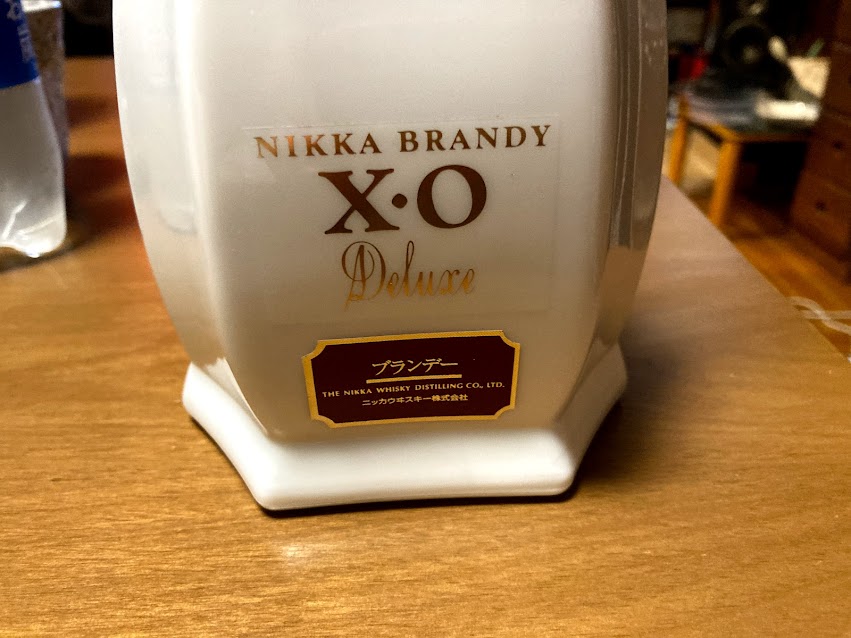 NIKKA BRANDY
X·O
Deluxe
ブランデー
THE NIKKA WHISKY DISTILLING CO., LTD.
ニッカウヰスキー株式会社